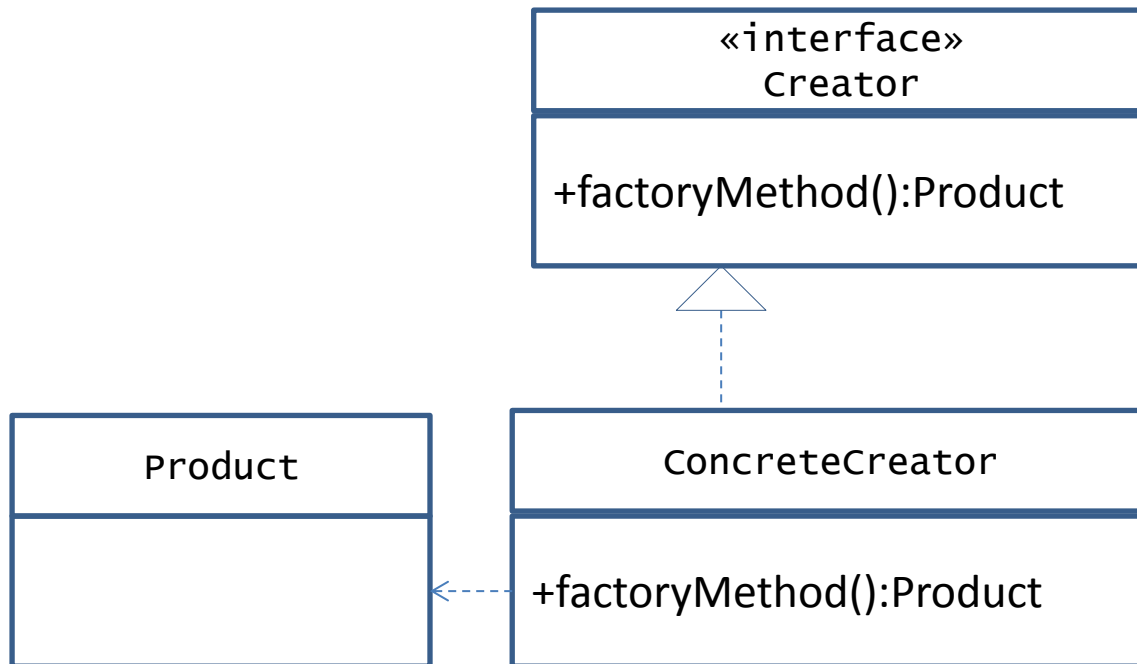 «interface»
Creator
+factoryMethod():Product
Product
ConcreteCreator
+factoryMethod():Product